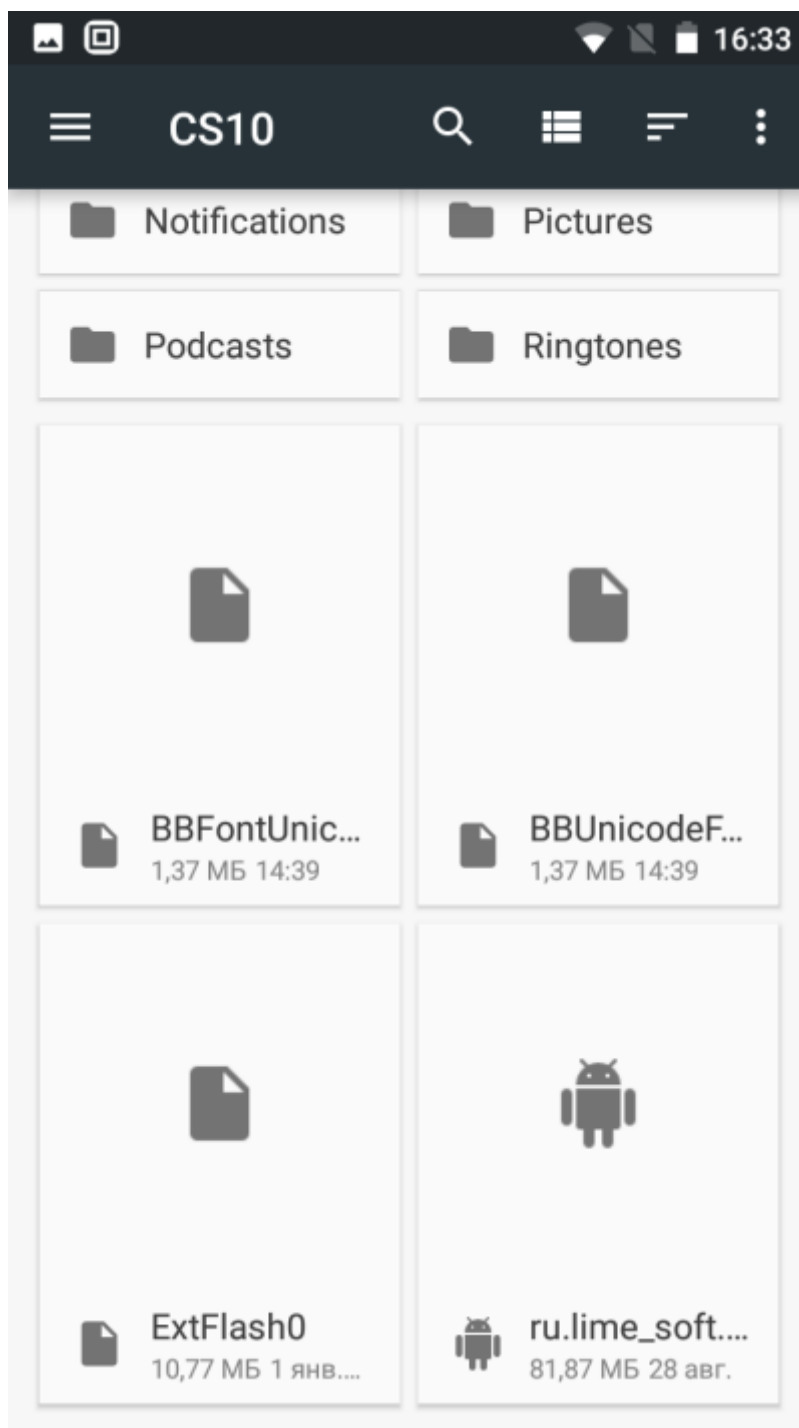 16:33
CS10
Notifications
Pictures
Podcasts
Ringtones
BBFontUnic...
1,37 МБ 14:39
BBUnicodeF...
1,37 МБ 14:39
ExtFlash0
10,77 МБ 1 янв....
ru.lime_soft....
81,87 МБ 28 авг.